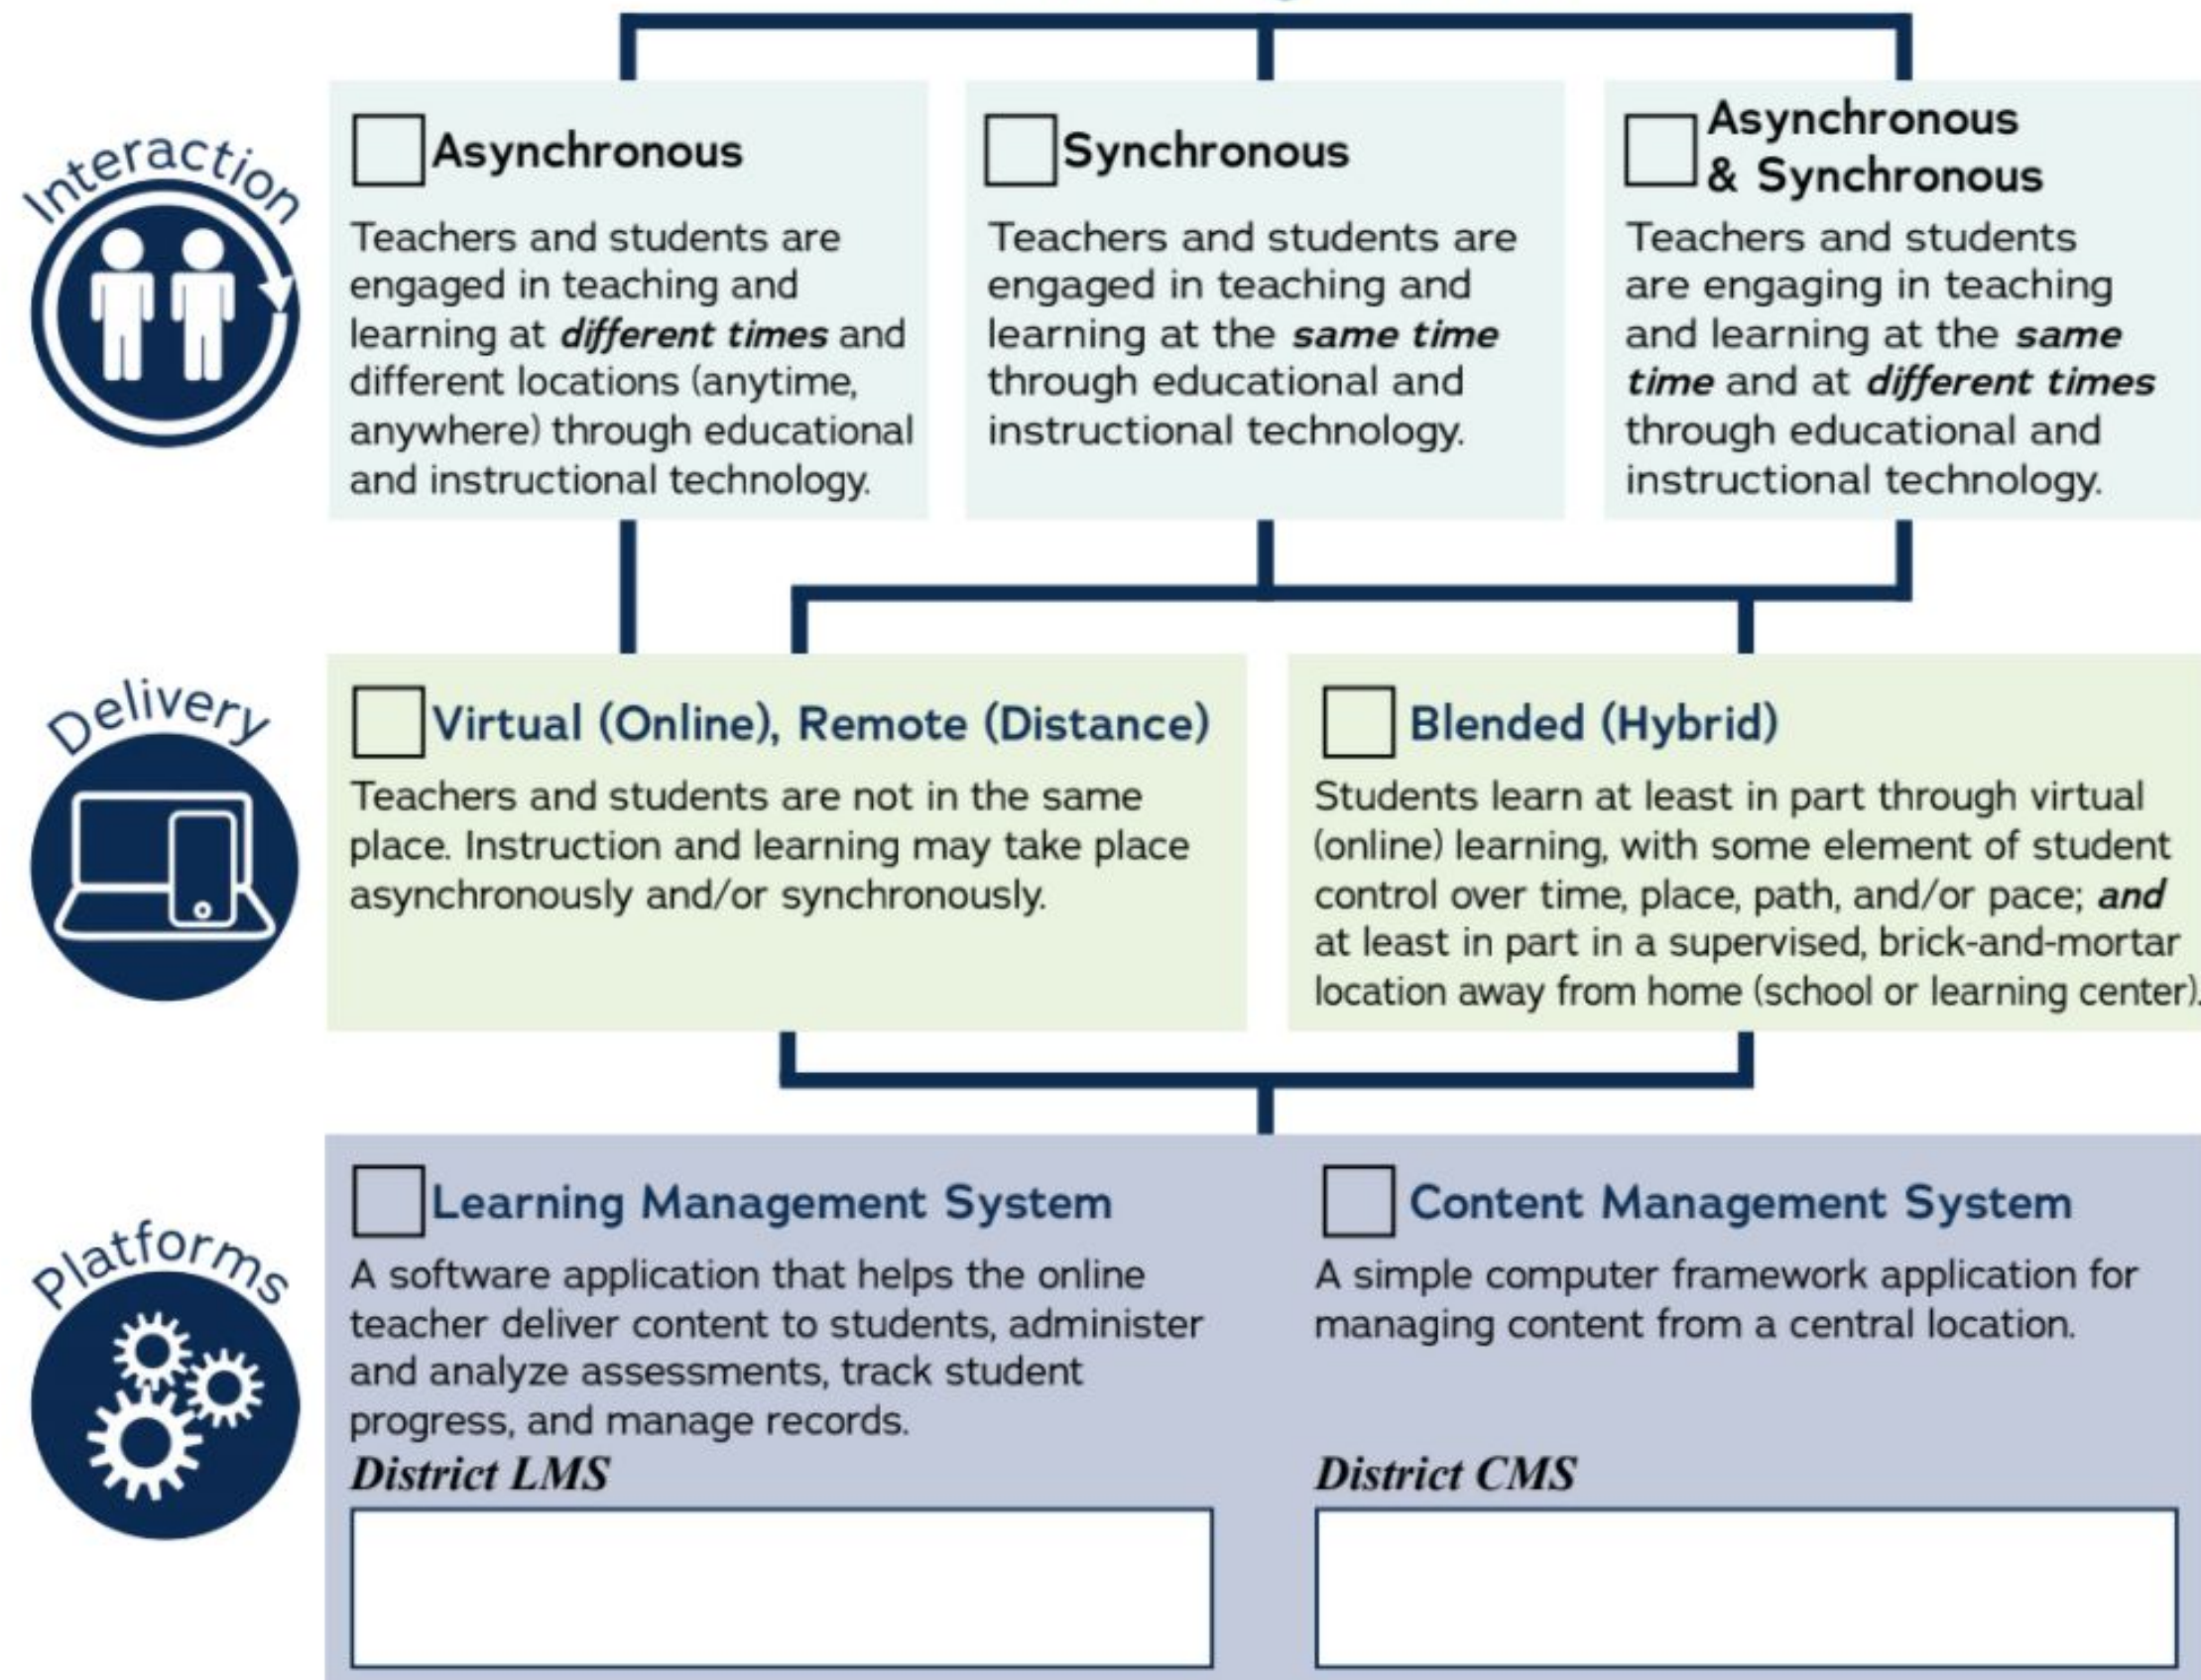 Interaction
Asynchronous
Teachers and students are
engaged in teaching and
learning at different times and
different locations (anytime,
anywhere) through educational
and instructional technology.
Synchronous
Teachers and students are
engaged in teaching and
learning at the same time
through educational and
instructional technology.
Asynchronous
& Synchronous
Teachers and students
are engaging in teaching
and learning at the same
time and at different times
through educational and
instructional technology.
Delivery
Virtual (Online), Remote (Distance)
Teachers and students are not in the same
place. Instruction and learning may take place
asynchronously and/or synchronously.
Blended (Hybrid)
Students learn at least in part through virtual
(online) learning, with some element of student
control over time, place, path, and/or pace; and
at least in part in a supervised, brick-and-mortar
location away from home (school or learning center).
Platforms
Learning Management System
A software application that helps the online
teacher deliver content to students, administer
and analyze assessments, track student
progress, and manage records.
District LMS
Content Management System
A simple computer framework application for
managing content from a central location.
District CMS